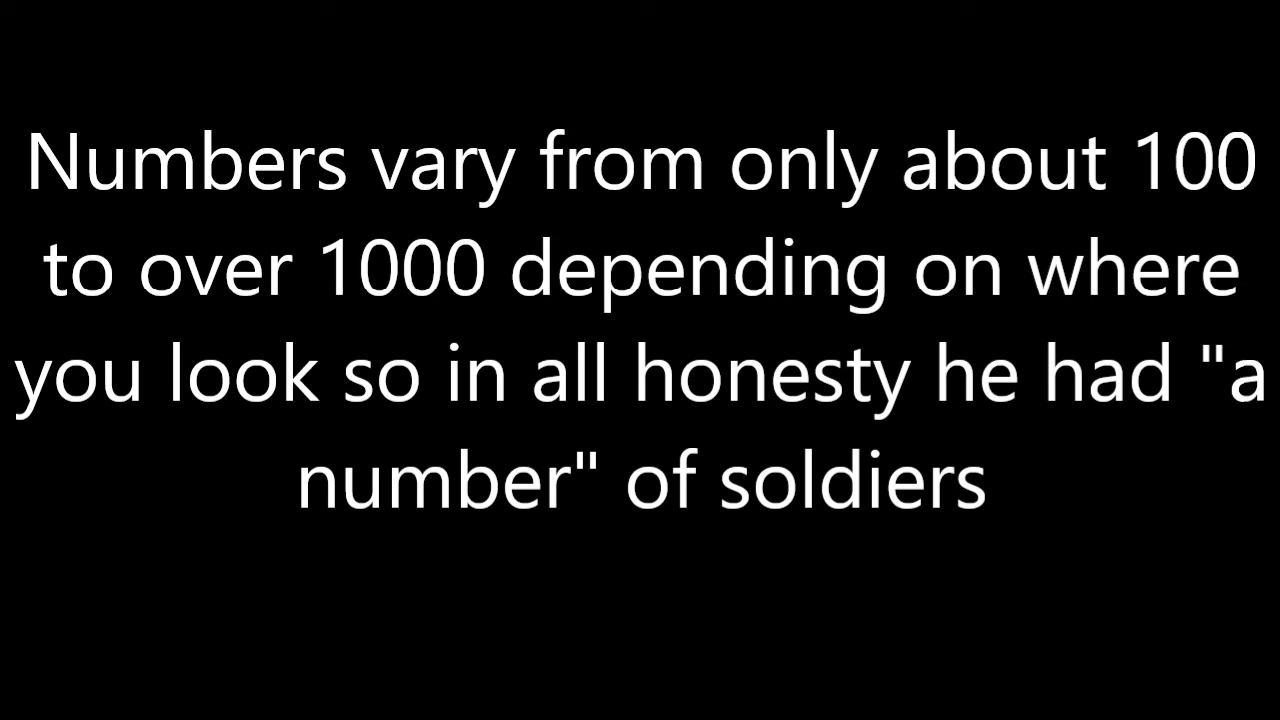 Numbers vary from only about 100
to over 1000 depending on where
you look so in all honesty he had "a
number" of soldiers